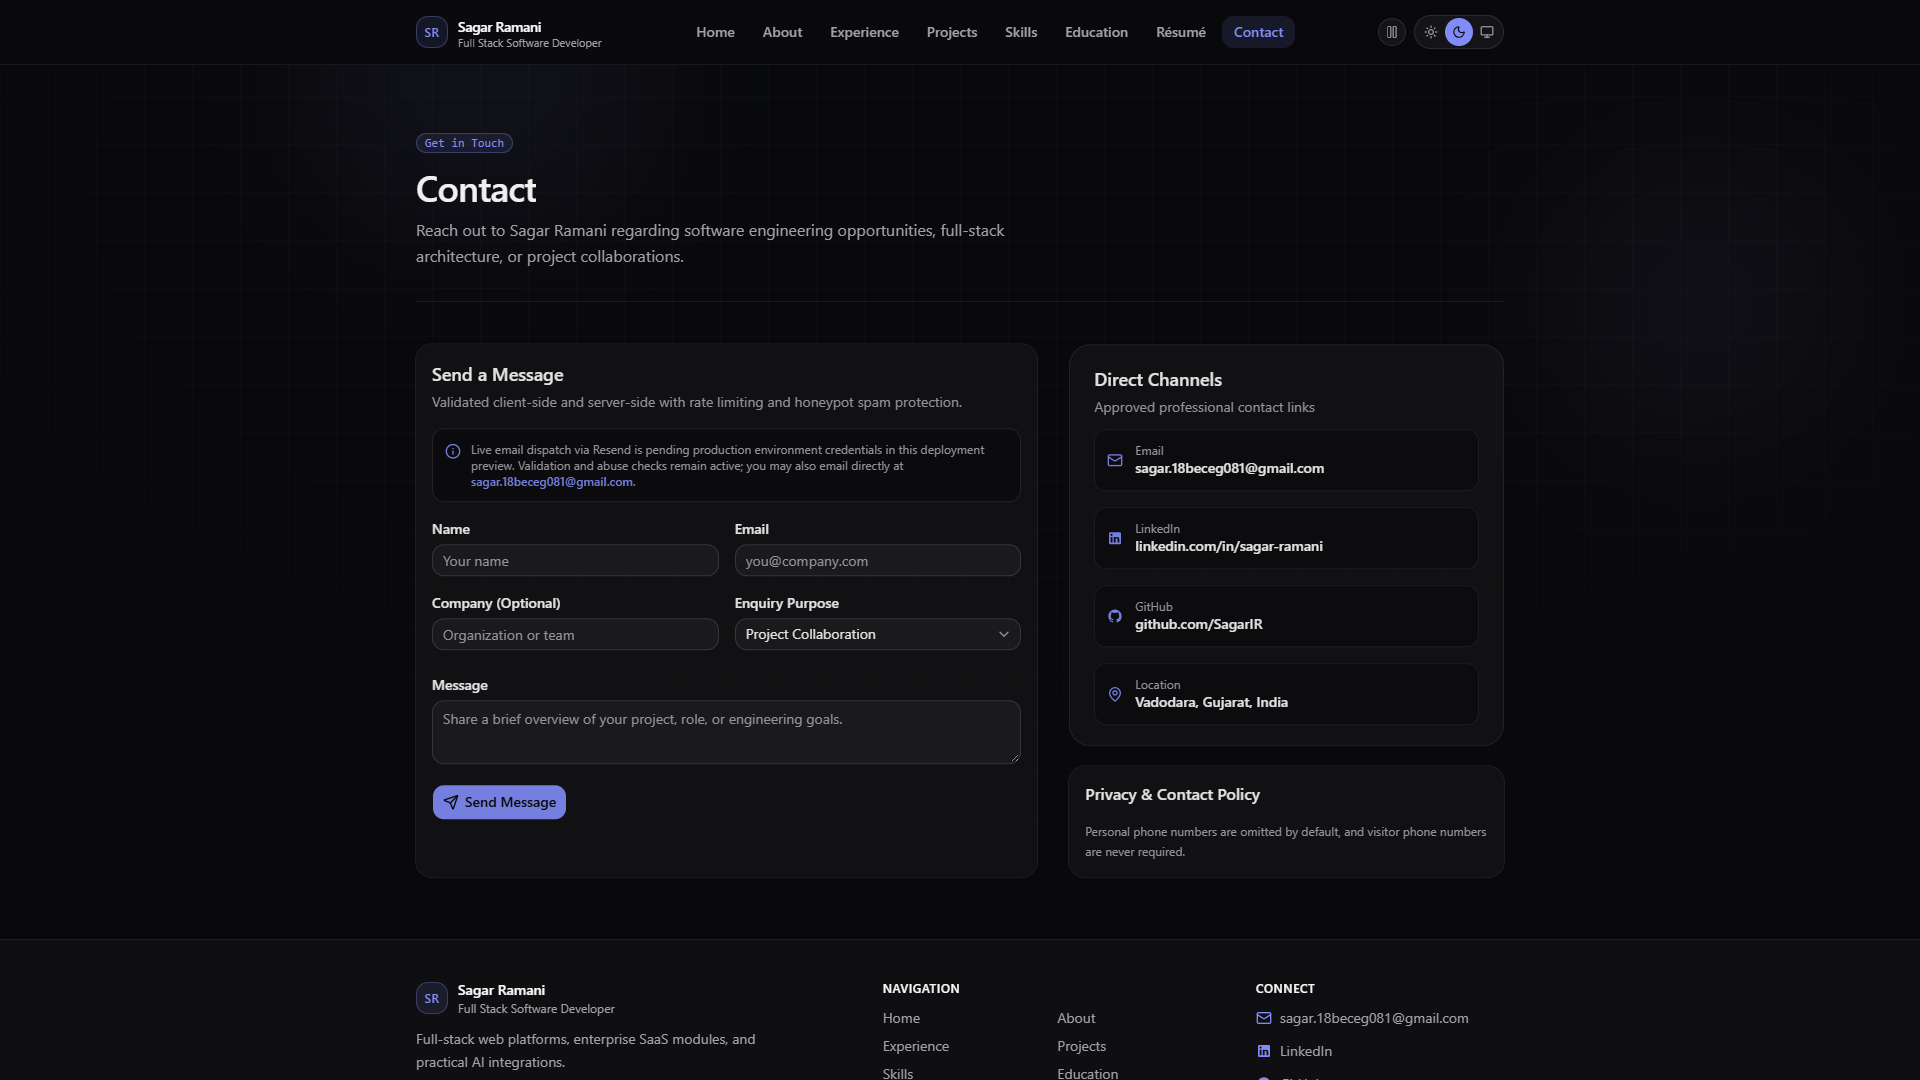 SR
Sagar Ramani
Full Stack Software Developer
Home
About
Experience
Projects
Skills
Education
Résumé
Contact
Get in Touch
Contact
Reach out to Sagar Ramani regarding software engineering opportunities, full-stack
architecture, or project collaborations.
Send a Message
Validated client-side and server-side with rate limiting and honeypot spam protection.
Live email dispatch via Resend is pending production environment credentials in this deployment
preview. Validation and abuse checks remain active; you may also email directly at
sagar.18beceg081@gmail.com.
Name
Your name
Email
you@company.com
Company (Optional)
Organization or team
Enquiry Purpose
Project Collaboration
Message
Share a brief overview of your project, role, or engineering goals.
Send Message
Direct Channels
Approved professional contact links
Email
sagar.18beceg081@gmail.com
LinkedIn
linkedin.com/in/sagar-ramani
GitHub
github.com/SagarIR
Location
Vadodara, Gujarat, India
Privacy & Contact Policy
Personal phone numbers are omitted by default, and visitor phone numbers
are never required.
SR
Sagar Ramani
Full Stack Software Developer
Full-stack web platforms, enterprise SaaS modules, and
practical AI integrations.
NAVIGATION
Home
About
Experience
Projects
Skills
Education
CONNECT
sagar.18beceg081@gmail.com
LinkedIn